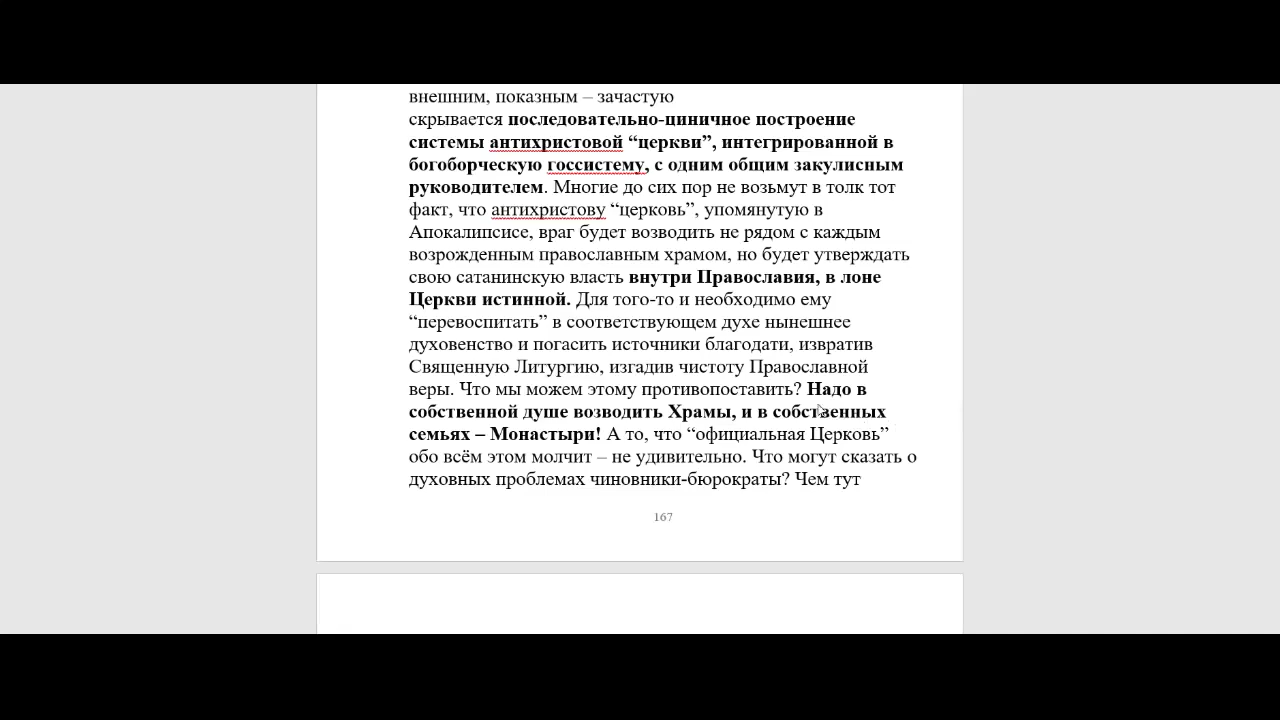 внешним, показным – зачастую
скрывается последовательно-циничное построение
системы антихристовой “церкви”, интегрированной в
богоборческую госсистему, с одним общим закулисным
руководителем. Многие до сих пор не возьмут в толк тот
факт, что антихристову “церковь”, упомянутую в
Апокалипсисе, враг будет возводить не рядом с каждым
возрожденным православным храмом, но будет утверждать
свою сатанинскую власть внутри Православия, в лоне
Церкви истинной. Для того-то и необходимо ему
“перевоспитать” в соответствующем духе нынешнее
духовенство и погасить источники благодати, извратив
Священную Литургию, изгадив чистоту Православной
веры. Что мы можем этому противопоставить? Надо в
собственной душе возводить Храмы, и в собственных
семьях – Монастыри! А то, что “официальная Церковь”
обо всём этом молчит – не удивительно. Что могут сказать о
духовных проблемах чиновники-бюрократы? Чем тут
167